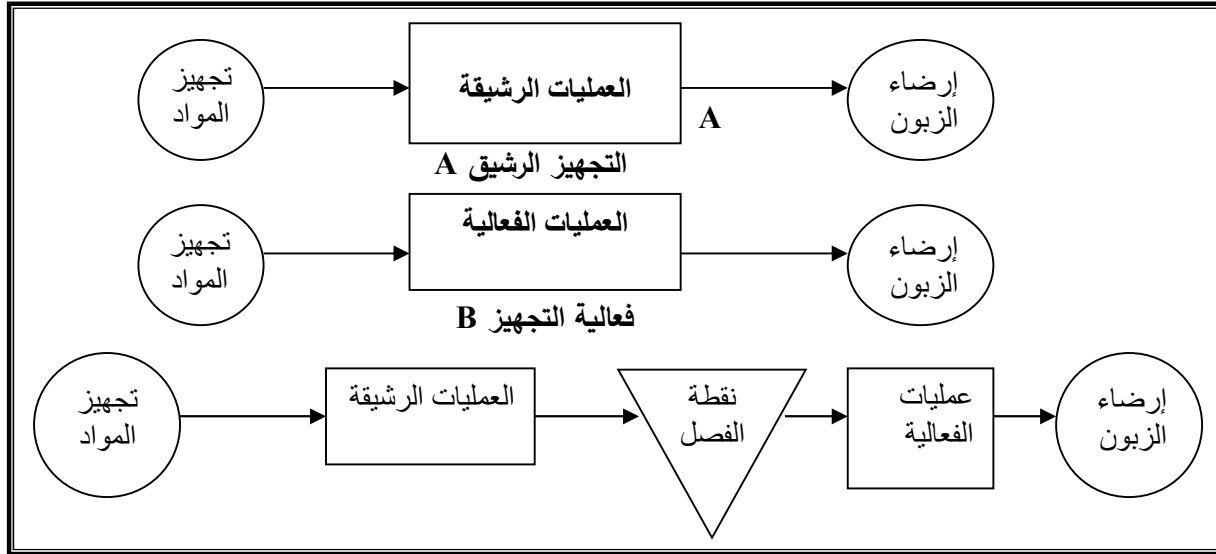 تجهيز
المواد
العمليات الرشيقة
A
إرضاء
الزبون
التجهيز الرشيق A
تجهيز
المواد
العمليات الفعالية
إرضاء
الزبون
فعالية التجهيز B
تجهيز
المواد
العمليات الرشيقة
نقطة
الفصل
عمليات
الفعالية
إرضاء
الزبون